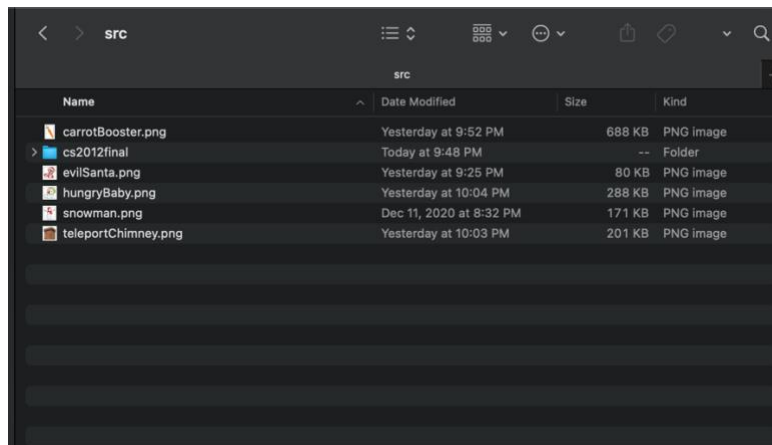 src
src
Name Date Modified Size Kind
carrotBooster.png Yesterday at 9:52 PM 688 KB PNG image
cs2012final Today at 9:48 PM -- Folder
evilSanta.png Yesterday at 9:25 PM 80 KB PNG image
hungryBaby.png Yesterday at 10:04 PM 288 KB PNG image
snowman.png Dec 11, 2020 at 8:32 PM 171 KB PNG image
teleportChimney.png Yesterday at 10:03 PM 201 KB PNG image